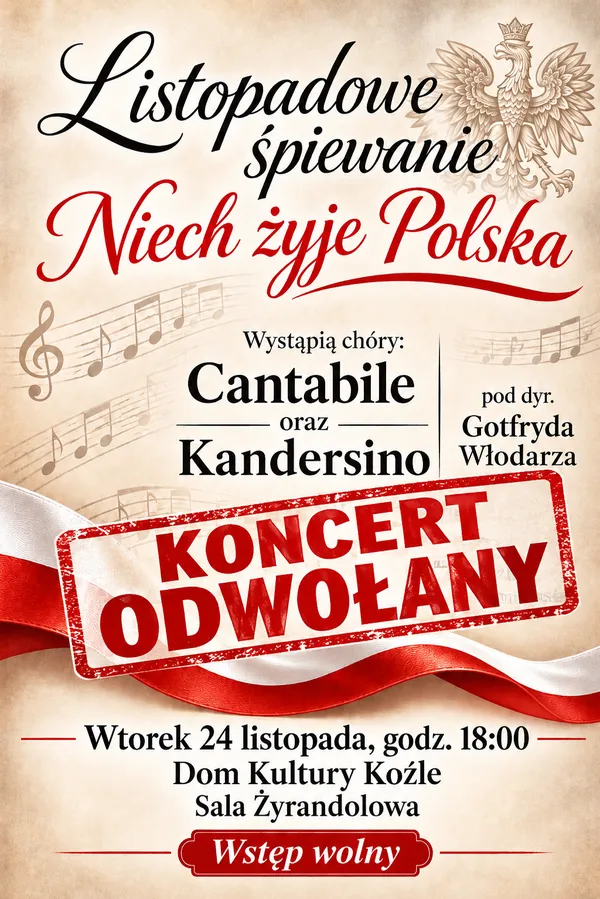 Listopadowe
śpiewanie
Niech żyje Polska
Wystąpią chóry:
Cantabile
oraz
Kandersino
pod dyr.
Gotfryda
Włodarza
KONCERT
ODWOŁANY
Wtorek 24 listopada, godz. 18:00
Dom Kultury Koźle
Sala Żyrandolowa
Wstęp wolny